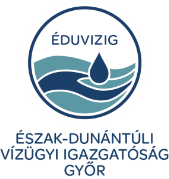 ÉDUVIZIG
ÉSZAK-DUNÁNTÚLI
VÍZÜGYI IGAZGATÓSÁG
GYŐR